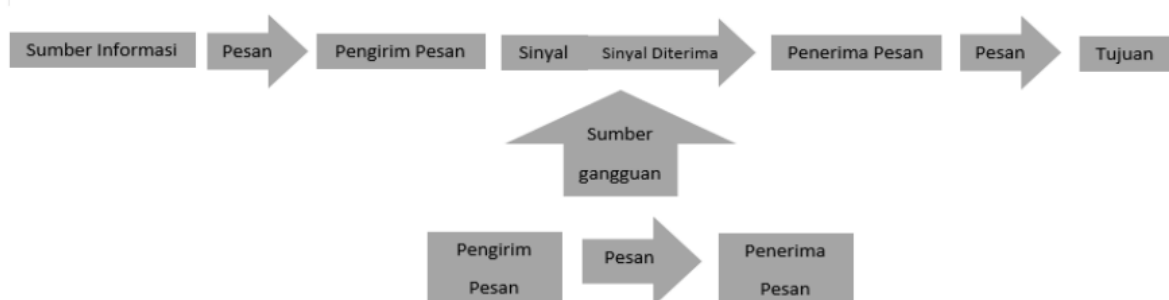 Sumber Informasi
Pesan
Pengirim Pesan
Sinyal
Sinyal Diterima
Penerima Pesan
Pesan
Tujuan
Sumber
gangguan
Pengirim
Pesan
Pesan
Penerima
Pesan